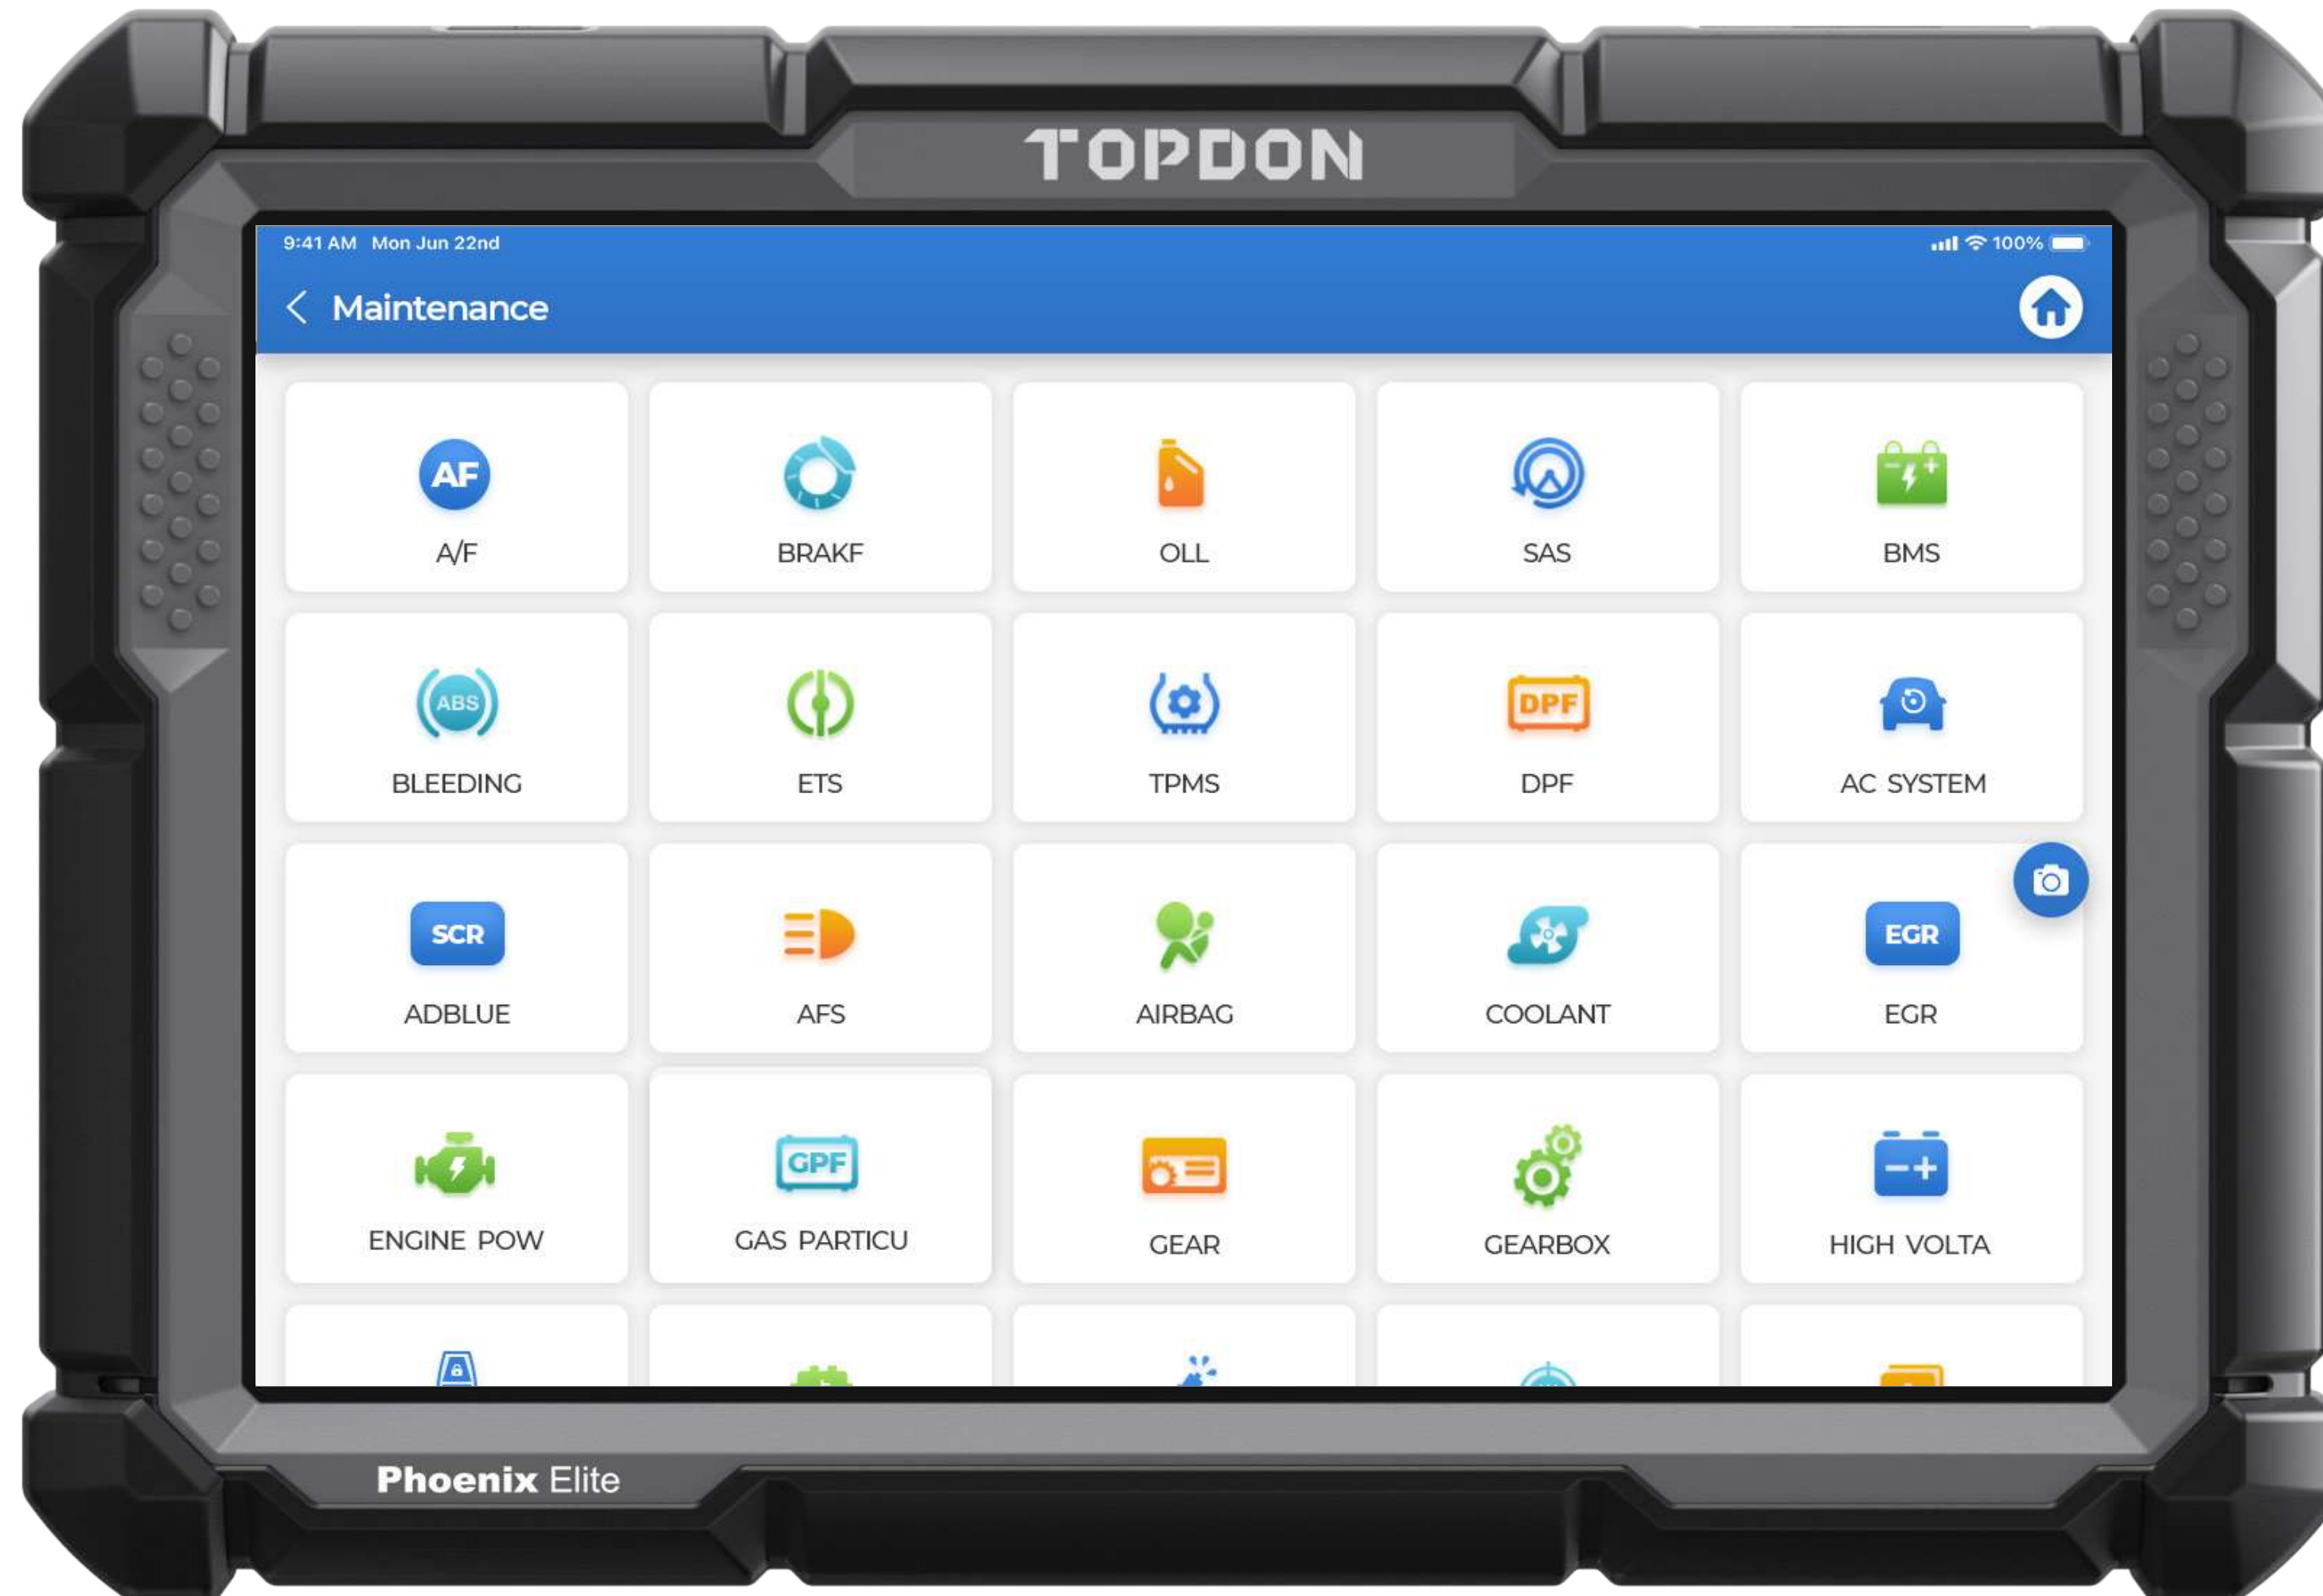 TOPDON
9:41 AM Mon Jun 22nd
100%
Maintenance
AF
A/F
BRAKF
OLL
SAS
BMS
ABS
BLEEDING
ETS
TPMS
DPF
DPF
AC SYSTEM
SCR
ADBLUE
AFS
AIRBAG
COOLANT
EGR
EGR
ENGINE POW
GPF
GAS PARTICU
GEAR
GEARBOX
HIGH VOLTA
Phoenix Elite